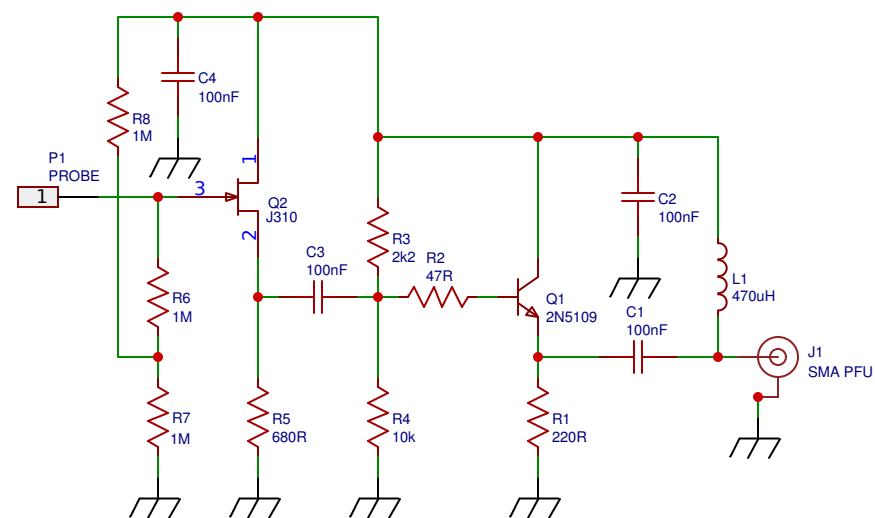 C4
100nF
R8
1M
P1
PROBE
1
3
1
2
Q2
J310
C3
100nF
R3
2k2
R2
47R
Q1
2N5109
C2
100nF
L1
470uH
C1
100nF
J1
SMA PFU
R6
1M
R7
1M
R5
680R
R4
10k
R1
220R